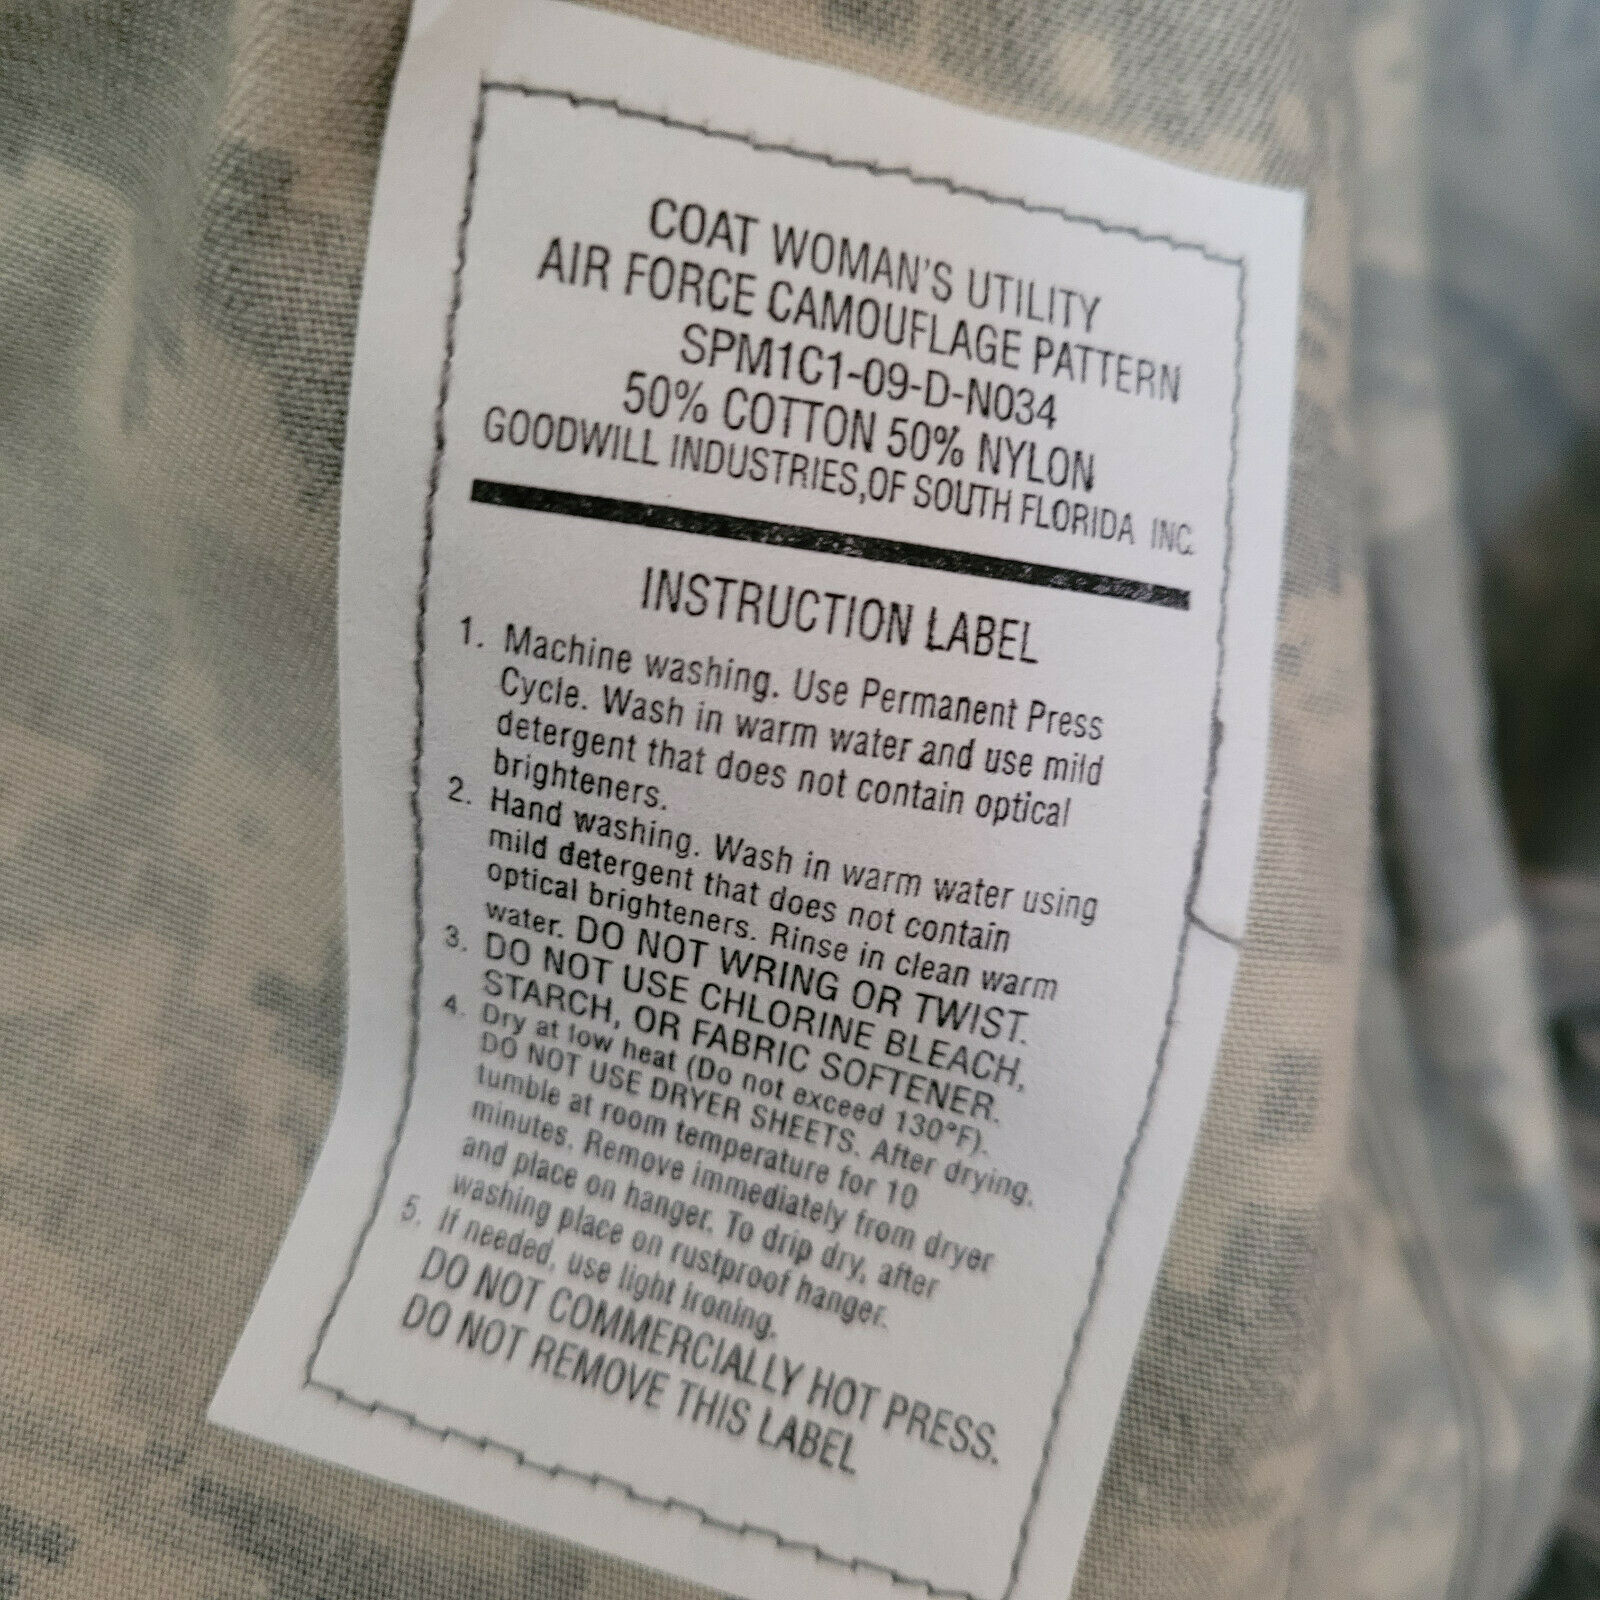 COAT WOMAN'S UTILITY
AIR FORCE CAMOUFLAGE PATTERN
SPM1C1-09-D-N034
50% COTTON 50% NYLON
GOODWILL INDUSTRIES,OF SOUTH FLORIDA INC.
INSTRUCTION LABEL
1. Machine washing. Use Permanent Press
Cycle. Wash in warm water and use mild
detergent that does not contain optical
brighteners.
2. Hand washing. Wash in warm water using
mild detergent that does not contain
optical brighteners. Rinse in clean warm
water. DO NOT WRING OR TWIST.
3. DO NOT USE CHLORINE BLEACH,
STARCH, OR FABRIC SOFTENER.
4. Dry at low heat (Do not exceed 130°F).
DO NOT USE DRYER SHEETS. After drying.
tumble at room temperature for 10
minutes. Remove immediately from dryer
and place on hanger. To drip dry, after
washing place on rustproof hanger.
5. If needed, use light ironing.
DO NOT COMMERCIALLY HOT PRESS.
DO NOT REMOVE THIS LABEL